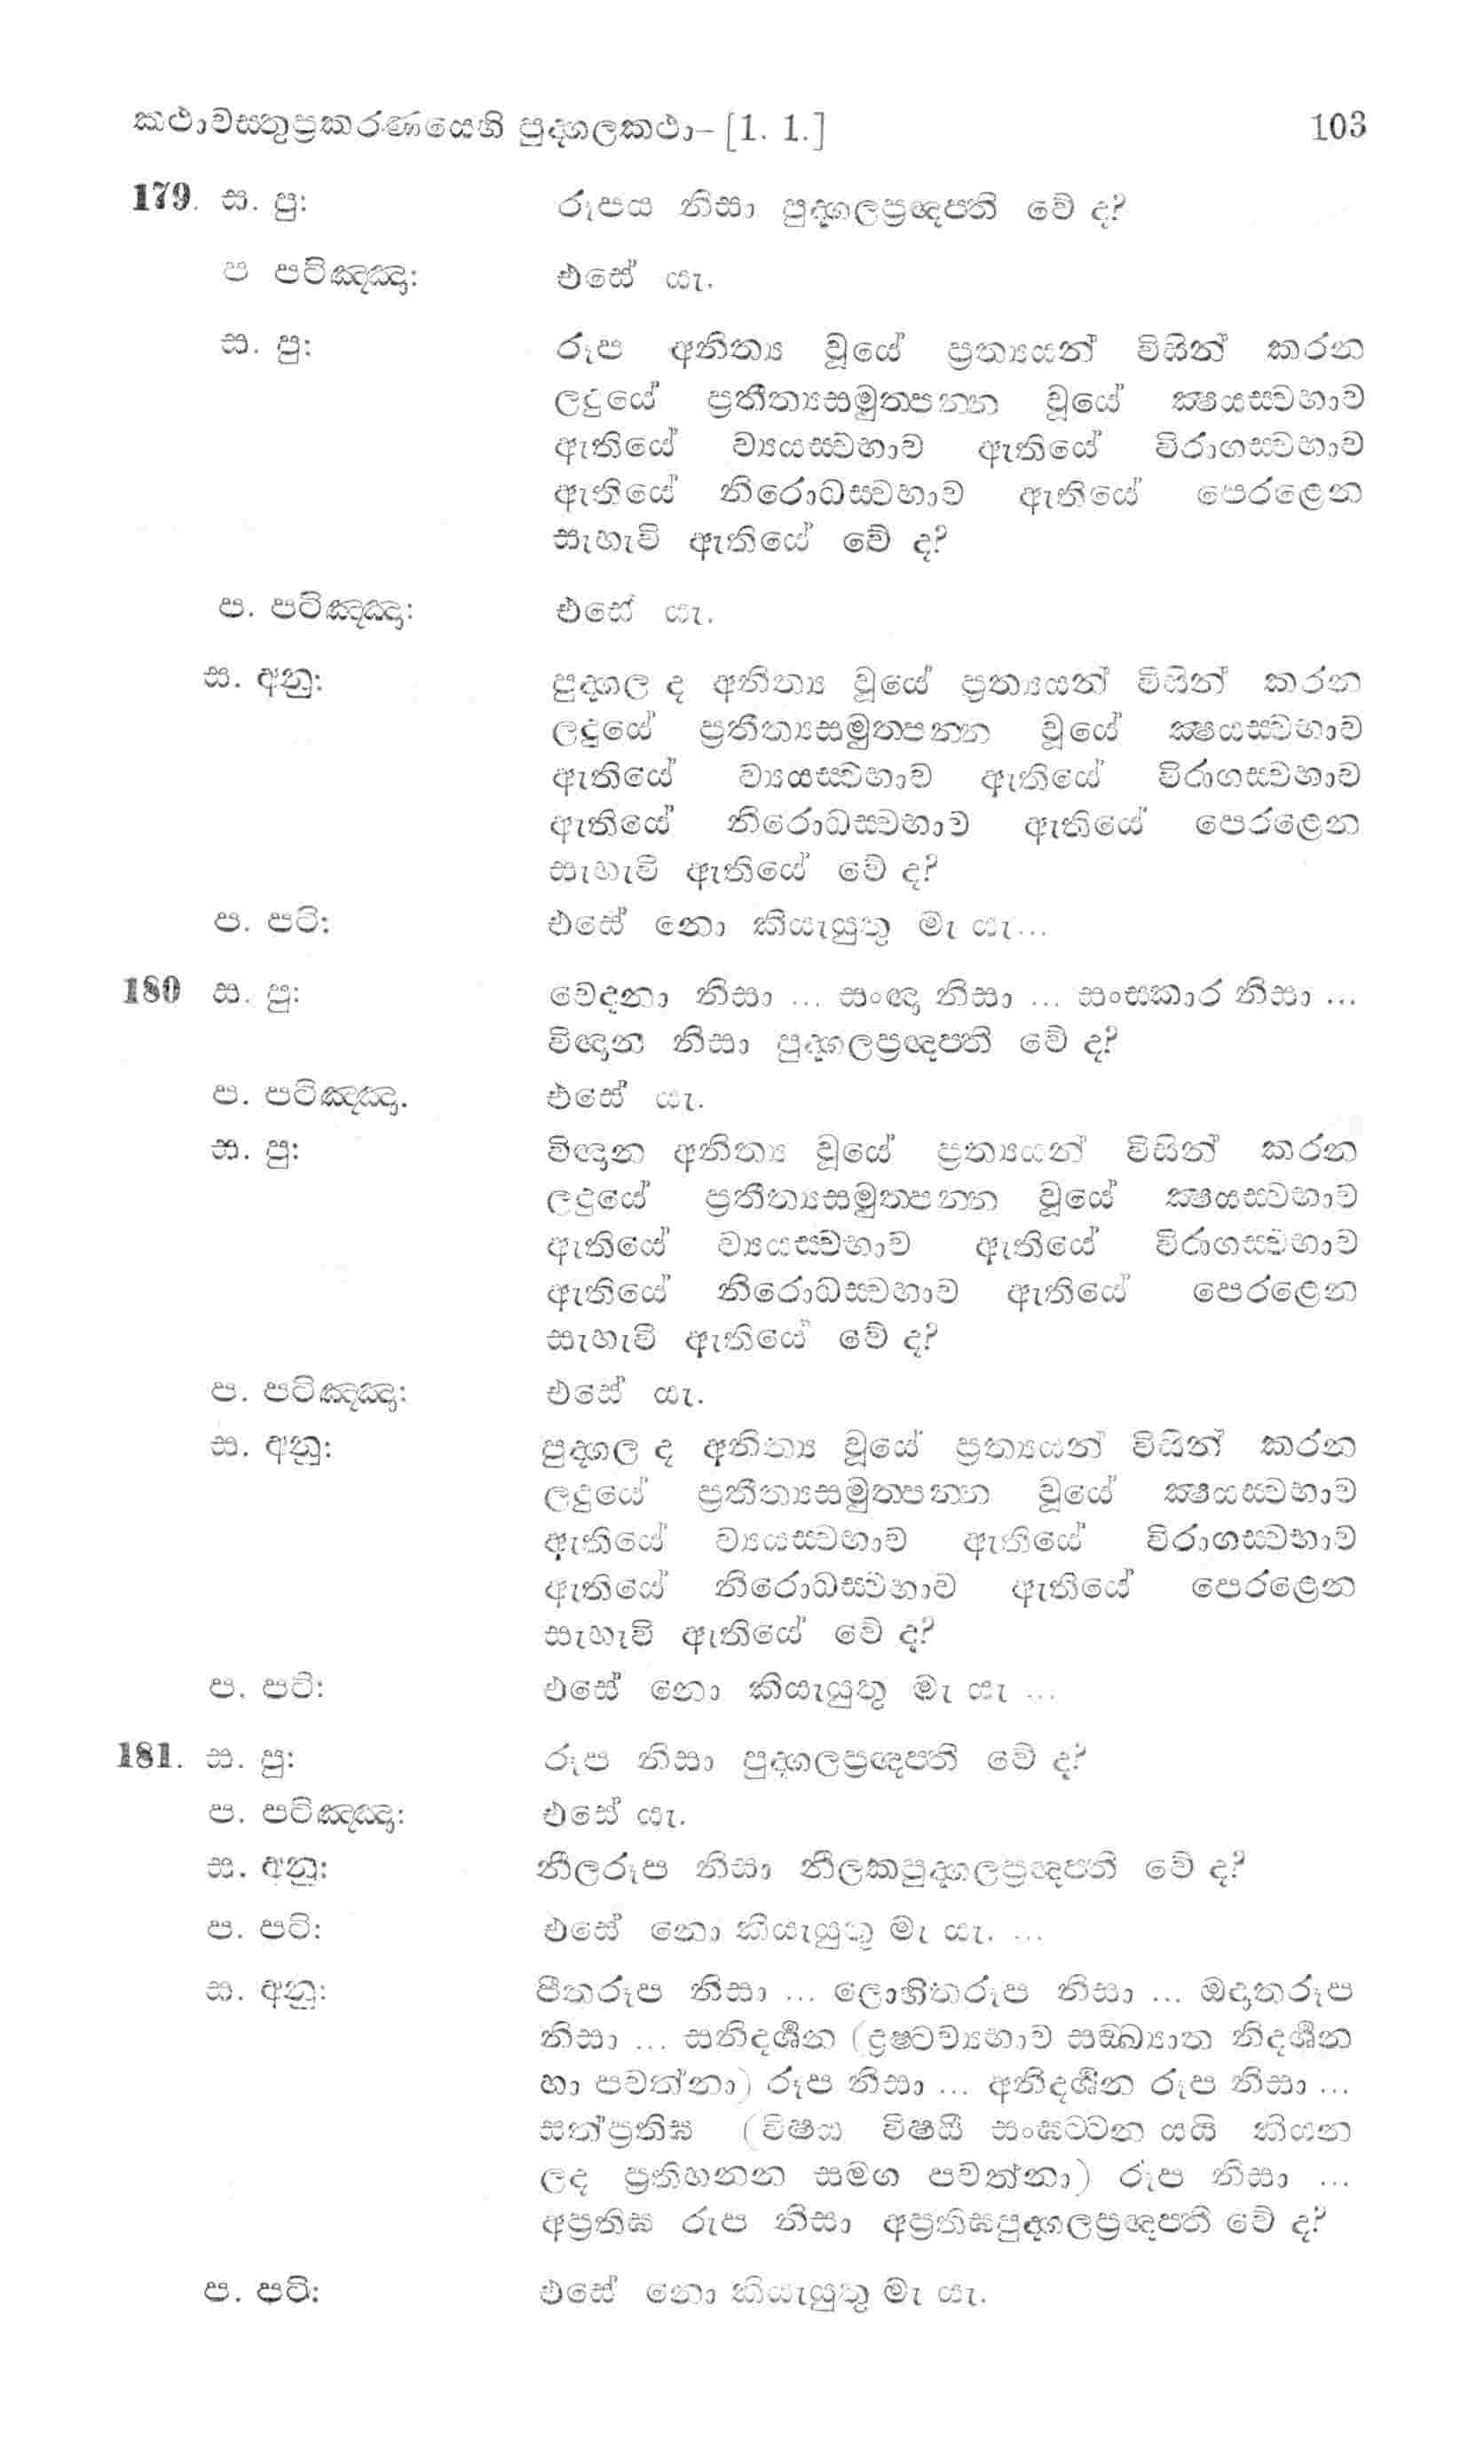 කථාවස්තුප්‍රකරණයෙහි පුද්ගලකථා– [1. 1.] 103
179. ස. පු: රූපය නිසා පුද්ගලප්‍රඥප්ති වේ ද?
ප පටිඤ්ඤා: එසේ යැ.
ස. පු: රූප අනිත්‍ය වූයේ ප්‍රත්‍යයන් විසින් කරන
ලදුයේ ප්‍රතීත්‍යසමුත්පන්න වූයේ ක්‍ෂයස්වභාව
ඇතියේ ව්‍යයස්වභාව ඇතියේ විරාගස්වභාව
ඇතියේ නිරොධස්වභාව ඇතියේ පෙරළෙන
සැහැවි ඇතියේ වේ ද?
ප. පටිඤ්ඤා: එසේ යැ.
ස. අනු: පුද්ගල ද අනිත්‍ය වූයේ ප්‍රත්‍යයන් විසින් කරන
ලදුයේ ප්‍රතීත්‍යසමුත්පන්න වූයේ ක්‍ෂයස්වභාව
ඇතියේ ව්‍යයස්වභාව ඇතියේ විරාගස්වභාව
ඇතියේ නිරොධස්වභාව ඇතියේ පෙරළෙන
සැහැවි ඇතියේ වේ ද?
ප. පටි: එසේ නො කියැයුතු මැ යැ...
180 ස. පු: වේදනා නිසා ... සංඥා නිසා ... සංස්කාර නිසා ...
විඥාන නිසා පුද්ගලප්‍රඥප්ති වේ ද?
ප. පටිඤ්ඤා. එසේ යැ.
ස. පු: විඥාන අනිත්‍ය වූයේ ප්‍රත්‍යයන් විසින් කරන
ලදුයේ ප්‍රතීත්‍යසමුත්පන්න වූයේ ක්‍ෂයස්වභාව
ඇතියේ ව්‍යයස්වභාව ඇතියේ විරාගස්වභාව
ඇතියේ නිරොධස්වභාව ඇතියේ පෙරළෙන
සැහැවි ඇතියේ වේ ද?
ප. පටිඤ්ඤා: එසේ යැ.
ස. අනු: පුද්ගල ද අනිත්‍ය වූයේ ප්‍රත්‍යයන් විසින් කරන
ලදුයේ ප්‍රතීත්‍යසමුත්පන්න වූයේ ක්‍ෂයස්වභාව
ඇතියේ ව්‍යයස්වභාව ඇතියේ විරාගස්වභාව
ඇතියේ නිරොධස්වභාව ඇතියේ පෙරළෙන
සැහැවි ඇතියේ වේ ද?
ප. පටි: එසේ නො කියැයුතු මැ යැ ...
181. ස. පු: රූප නිසා පුද්ගලප්‍රඥප්ති වේ ද?
ප. පටිඤ්ඤා: එසේ යැ.
ස. අනු: නීලරූප නිසා නීලකපුද්ගලප්‍රඥප්ති වේ ද?
ප. පටි: එසේ නො කියැයුතු මැ යැ. ...
ස. අනු: පීතරූප නිසා ... ලොහිතරූප නිසා ... ඔදාතරූප
නිසා ... සනිදර්‍ශන (ද්‍රෂ්ටව්‍යභාව සඞ්ඛ්‍යාත නිදර්‍ශන
හා පවත්නා) රූප නිසා ... අනිදර්‍ශන රූප නිසා ...
සත්ප්‍රතිඝ (විෂය විෂයී සංඝට්ටන යයි කියන
ලද ප්‍රතිහනන සමග පවත්නා) රූප නිසා ...
අප්‍රතිඝ රූප නිසා අප්‍රතිඝපුද්ගලප්‍රඥප්ති වේ ද?
ප. පටි: එසේ නො කියැයුතු මැ යැ.